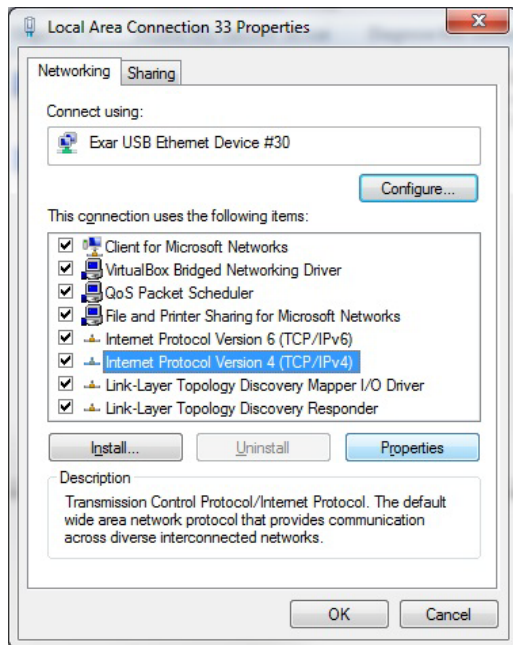 Local Area Connection 33 Properties
Networking
Sharing
Connect using:
Exar USB Ethernet Device #30
Configure...
This connection uses the following items:
Client for Microsoft Networks
VirtualBox Bridged Networking Driver
QoS Packet Scheduler
File and Printer Sharing for Microsoft Networks
Internet Protocol Version 6 (TCP/IPv6)
Internet Protocol Version 4 (TCP/IPv4)
Link-Layer Topology Discovery Mapper I/O Driver
Link-Layer Topology Discovery Responder
Install...
Uninstall
Properties
Description
Transmission Control Protocol/Internet Protocol. The default
wide area network protocol that provides communication
across diverse interconnected networks.
OK
Cancel